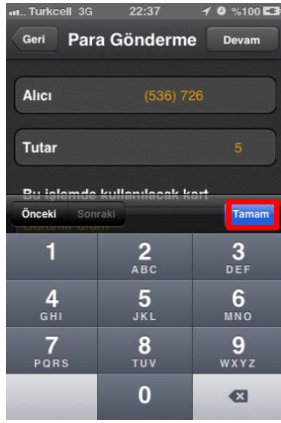 Turkcell 3G 22:37 %100
Geri Para Gönderme Devam
Alıcı (536) 726
Tutar 5
Bu işlemde kullanılacak kart
Önceki Sonraki Tamam
1 2 3
ABC DEF
4 5 6
GHI JKL MNO
7 8 9
PQRS TUV WXYZ
0